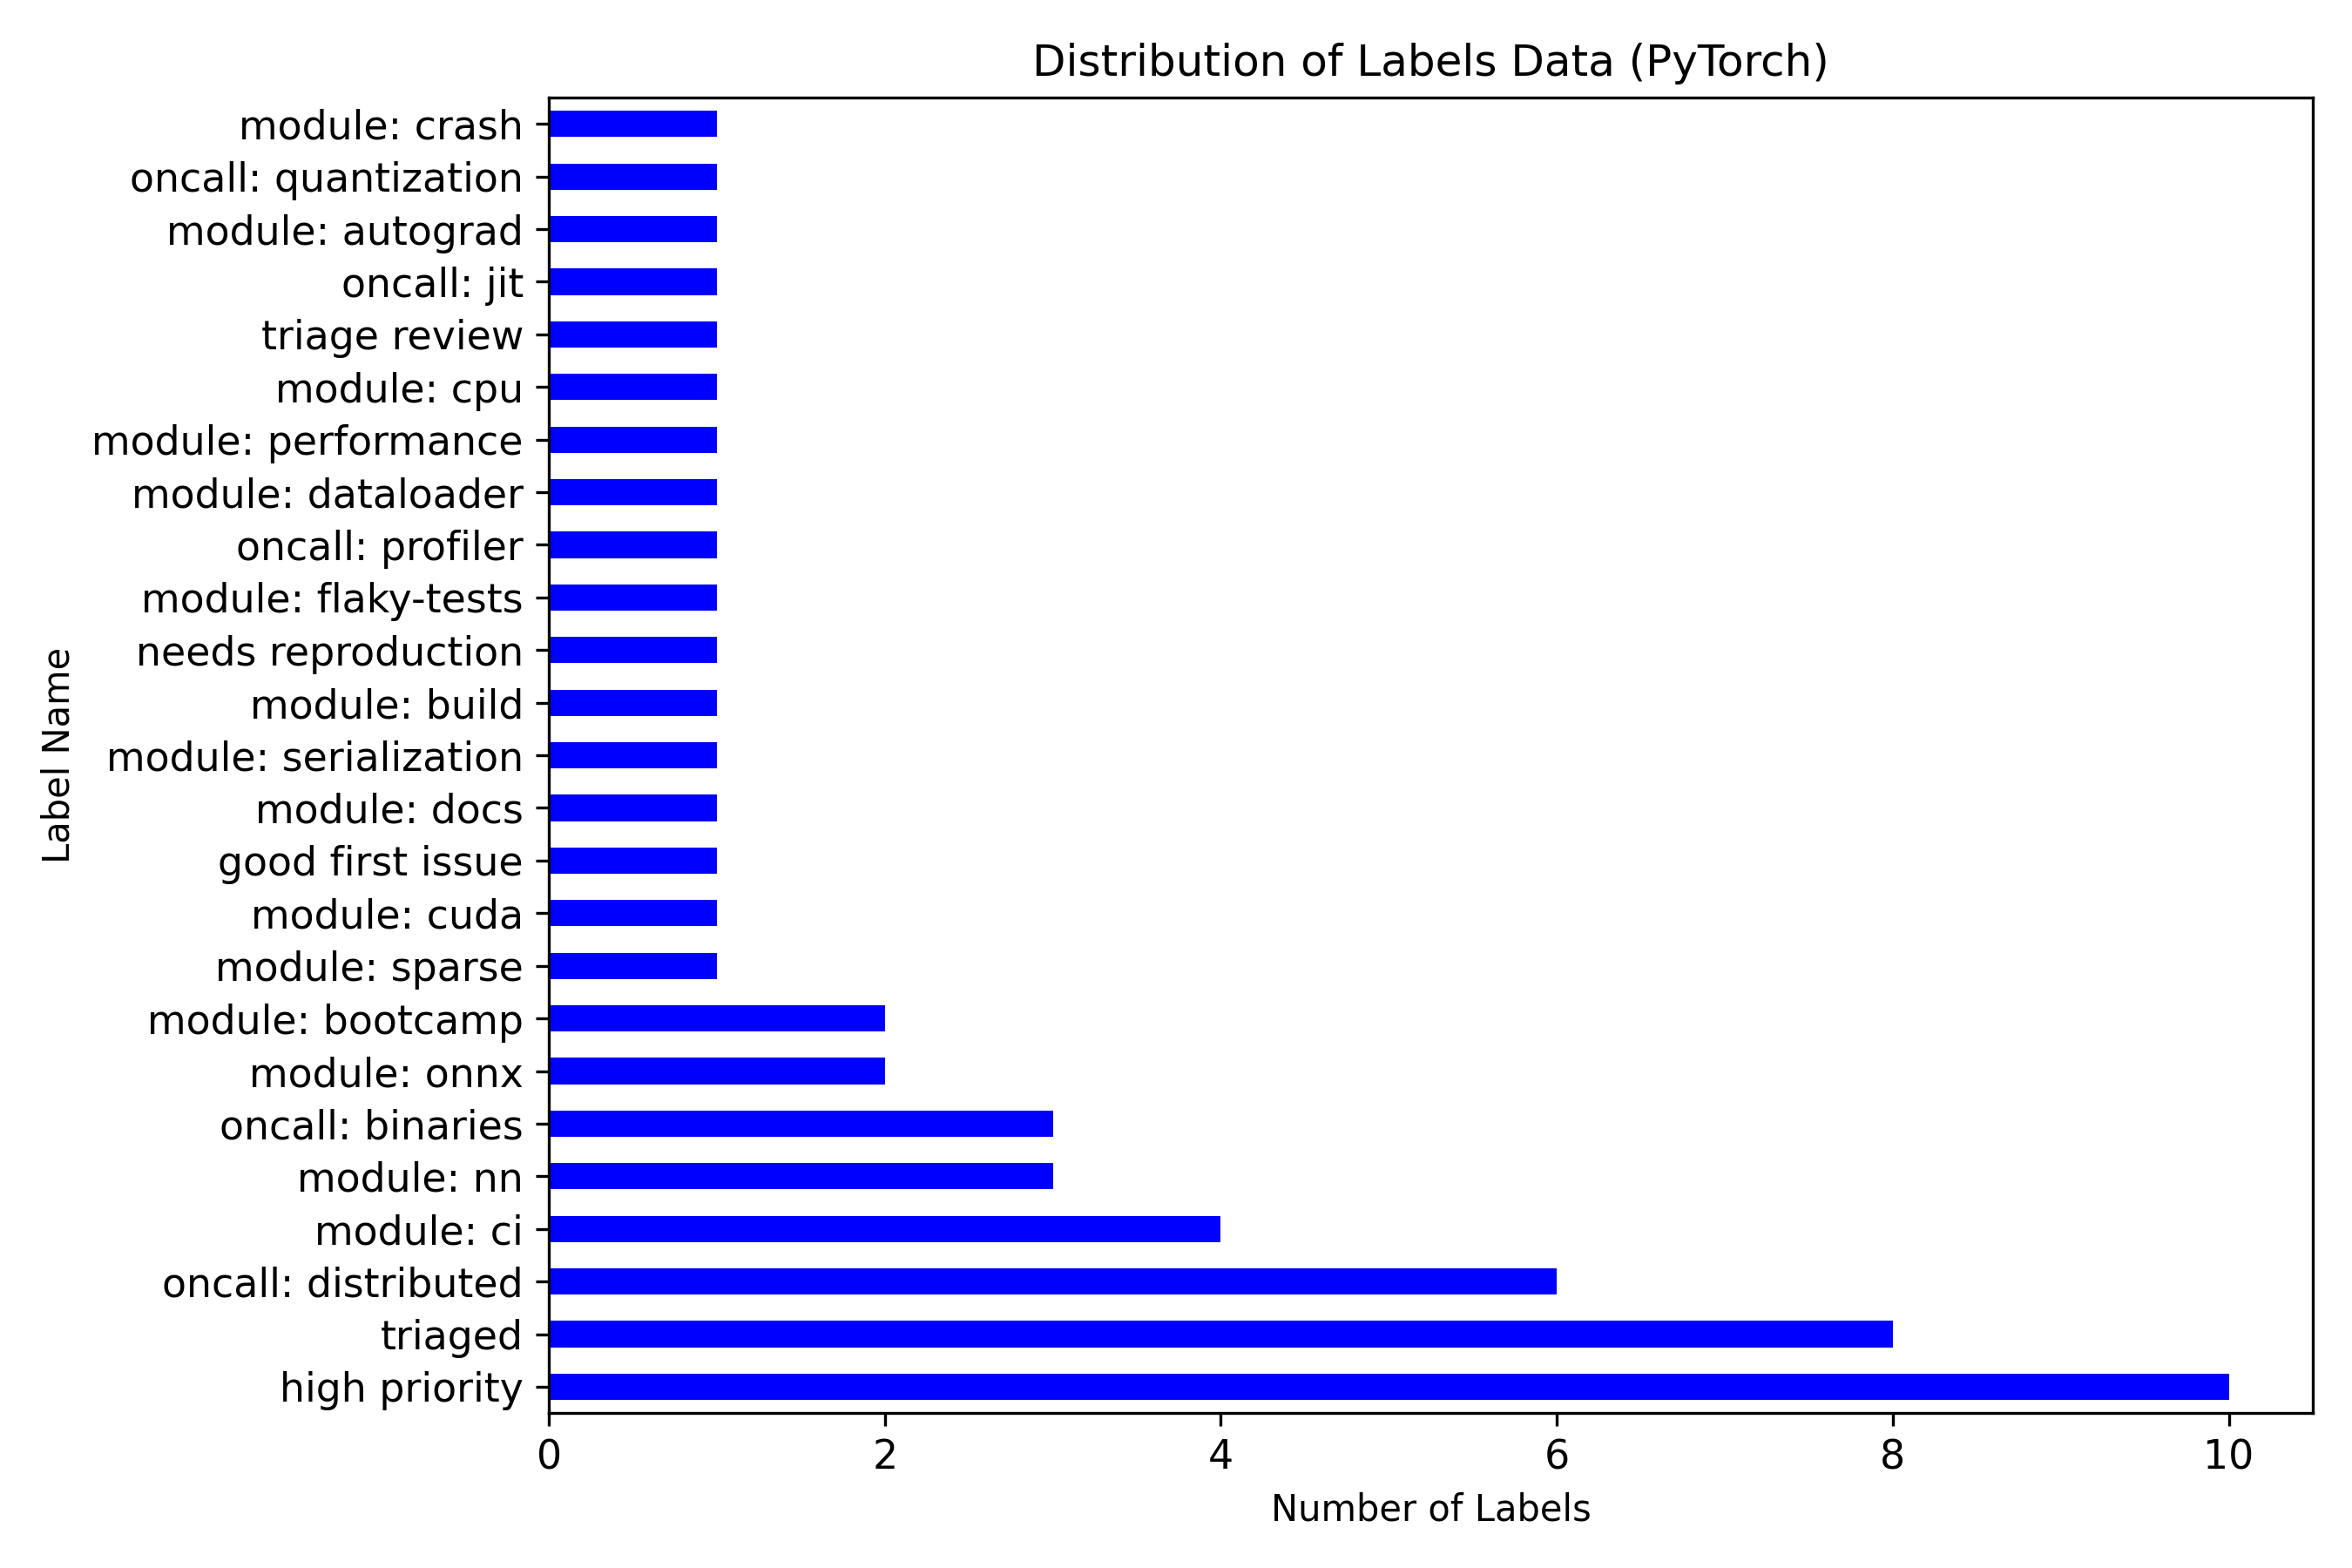 Distribution of Labels Data (PyTorch)
module: crash
oncall: quantization
module: autograd
oncall: jit
triage review
module: cpu
module: performance
module: dataloader
oncall: profiler
module: flaky-tests
needs reproduction
module: build
module: serialization
module: docs
good first issue
module: cuda
module: sparse
module: bootcamp
module: onnx
oncall: binaries
module: nn
module: ci
oncall: distributed
triaged
high priority
Label Name
0 2 4 6 8 10
Number of Labels